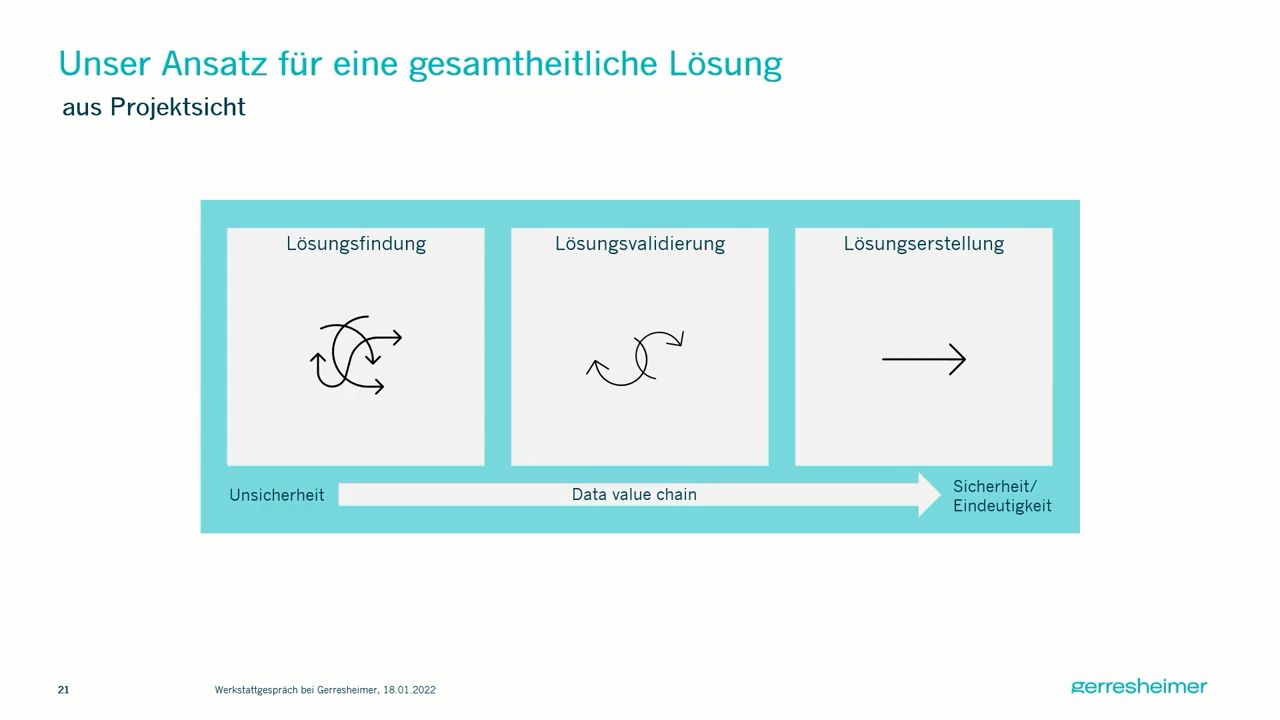 Unser Ansatz für eine gesamtheitliche Lösung
aus Projektsicht
Lösungsfindung
Lösungsvalidierung
Lösungserstellung
Unsicherheit
Data value chain
Sicherheit/
Eindeutigkeit
21
Werkstattgespräch bei Gerresheimer, 18.01.2022
gerresheimer